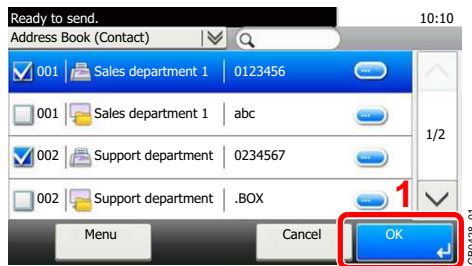 Ready to send. 10:10
Address Book (Contact)
001 Sales department 1 0123456
001 Sales department 1 abc
1/2
002 Support department 0234567
002 Support department .BOX
1
Menu Cancel OK
GB0428_01